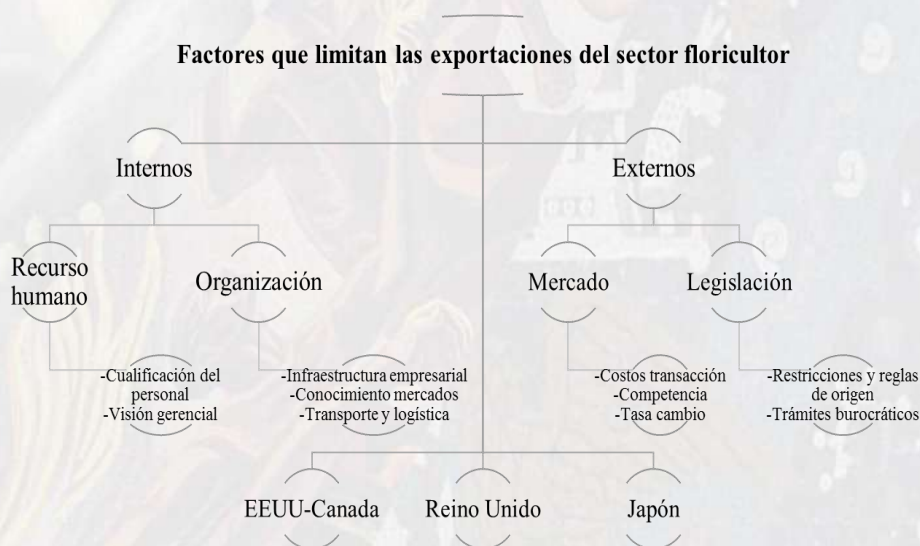 Factores que limitan las exportaciones del sector floricultor
Internos
Externos
Recurso
humano
Organización
Mercado
Legislación
-Cualificación del
personal
-Visión gerencial
-Infraestructura empresarial
-Conocimiento mercados
-Transporte y logística
-Costos transacción
-Competencia
-Tasa cambio
-Restricciones y reglas
de origen
-Trámites burocráticos
EEUU-Canada
Reino Unido
Japón